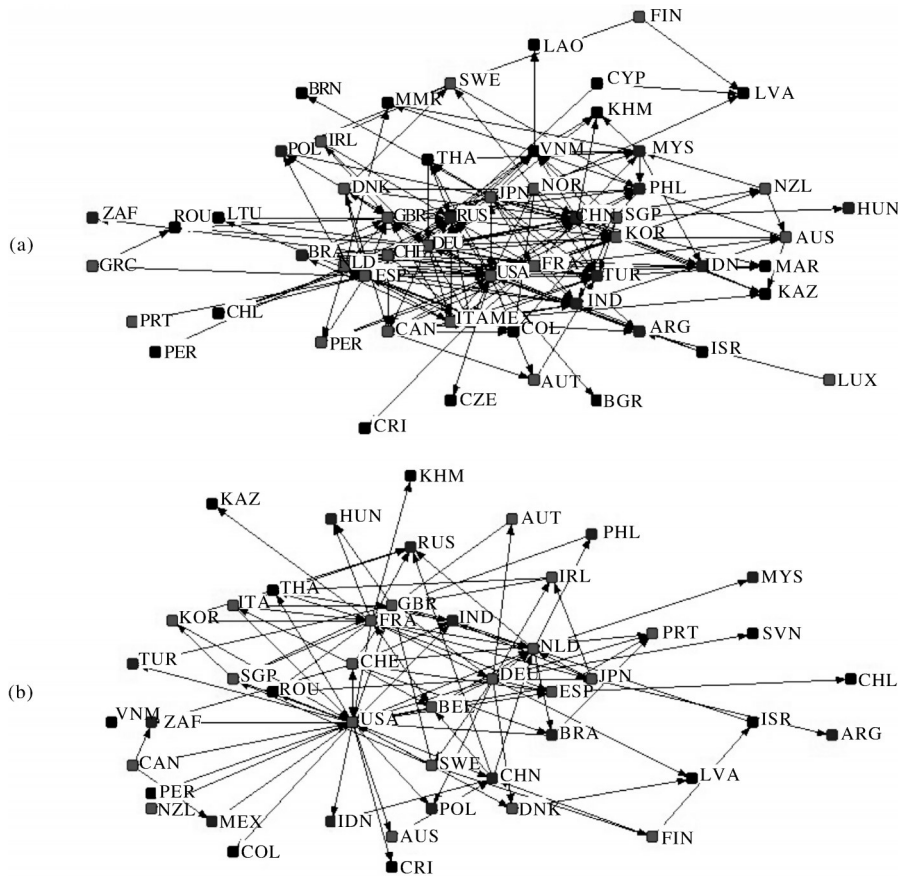 FIN
LAO
SWE
CYP
BRN
LVA
MMR
KHM
IRL
POL
VNM
MYS
THA
DNK
JPN
NOR
PHL
NZL
ZAF
LTU
GBR
RUS
CHN
SGP
HUN
ROU
KOR
AUS
(a)
DEU
BRA
CHE
GRC
LD
FRA
IDN
MAR
ESP
USA
TUR
KAZ
IND
CHL
PRT
ITAMEX
CAN
COL
ARG
PER
PER
ISR
AUT
LUX
CZE
BGR
CRI
KHM
KAZ
HUN
AUT
PHL
RUS
IRL
MYS
THA
ITA
GBR
KOR
FRA
IND
PRT
SVN
NLD
TUR
CHE
(b)
SGP
DEU
JPN
CHL
ROU
ESP
BEL
VNM
ZAF
USA
ISR
BRA
ARG
CAN
SWE
CHN
LVA
PER
NZL
MEX
IDN
POL
DNK
AUS
FIN
COL
CRI